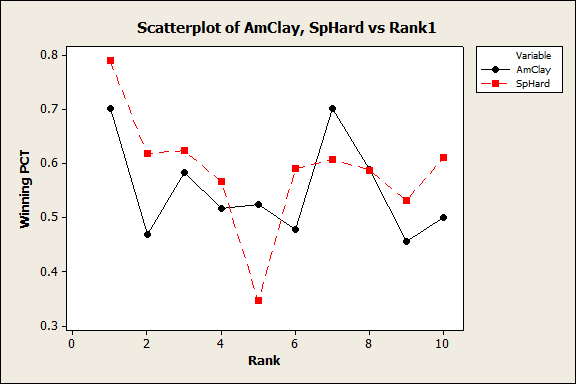 Scatterplot of AmClay, SpHard vs Rank1
Variable
AmClay
SpHard
Winning PCT
0.8
0.7
0.6
0.5
0.4
0.3
0 2 4 6 8 10
Rank